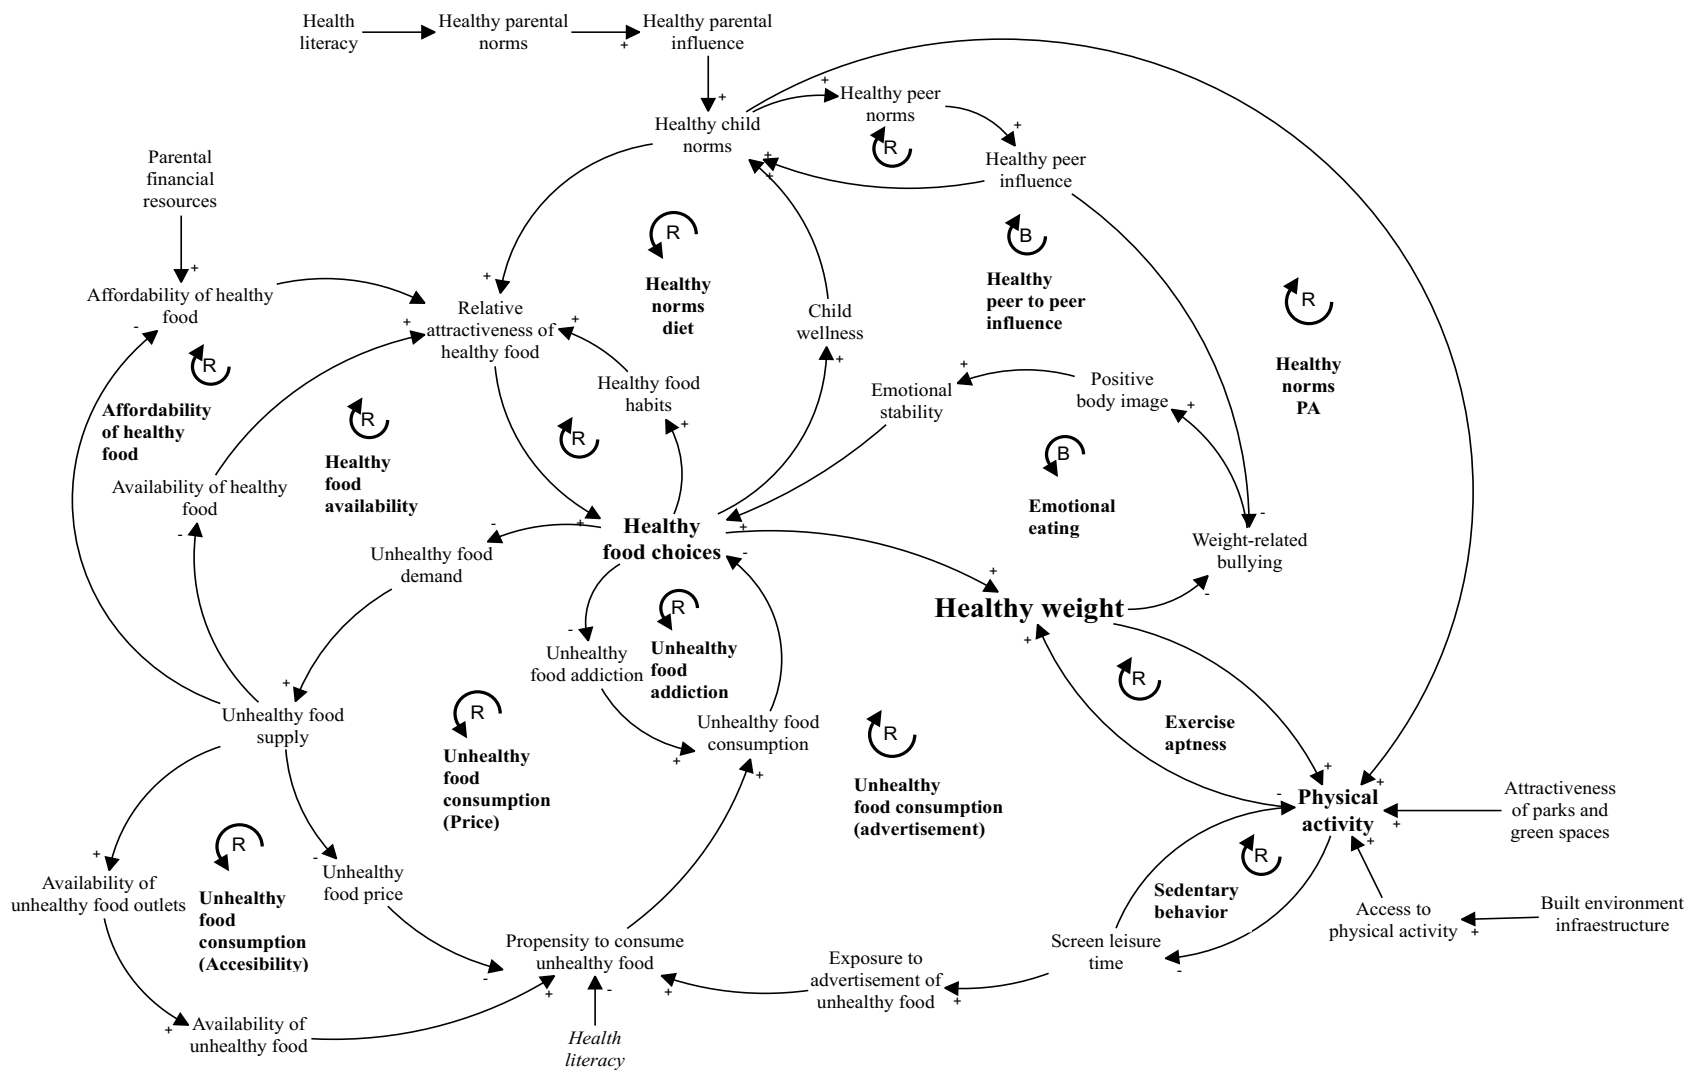 Health
literacy
Healthy parental
norms
+
Healthy parental
influence
+
Healthy child
norms
+
Healthy peer
norms
R
+
Healthy peer
influence
+
+
Parental
financial
resources
+
Affordability of healthy
food
-
R
Affordability
of healthy
food
+
Relative
attractiveness of
healthy food
+
+
R
Healthy
norms
diet
Child
wellness
+
B
Healthy
peer to peer
influence
R
Healthy
norms
PA
Healthy food
habits
+
R
Emotional
stability
+
Positive
body image
+
B
Emotional
eating
R
Healthy
food
availability
Availability of healthy
food
-
Unhealthy food
demand
-
+
Healthy
food choices
+
-
Weight-related
bullying
-
-
Healthy weight
+
+
Unhealthy
food addiction
-
R
Unhealthy
food
addiction
Unhealthy food
consumption
+
+
Unhealthy food
supply
+
R
Unhealthy
food
consumption
(Price)
R
Unhealthy
food consumption
(advertisement)
R
Exercise
aptness
Physical
activity
+
+
-
+
+
Attractiveness
of parks and
green spaces
R
Sedentary
behavior
Access to
physical activity
+
Built environment
infraestructure
Availability of
unhealthy food outlets
+
R
Unhealthy
food
consumption
(Accesibility)
Unhealthy
food price
-
Propensity to consume
unhealthy food
-
+
-
+
Exposure to
advertisement of
unhealthy food
+
Screen leisure
time
-
Availability of
unhealthy food
+
Health
literacy